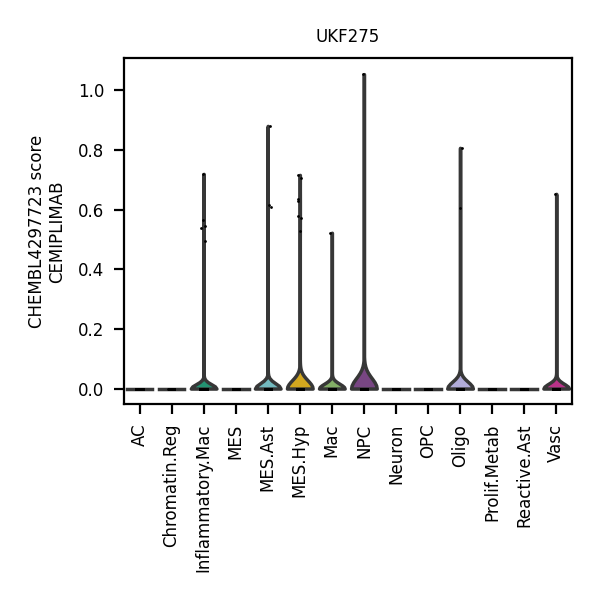 UKF275
CHEMBL4297723 score
CEMIPLIMAB
1.0
0.8
0.6
0.4
0.2
0.0
AC
Chromatin.Reg
Inflammatory.Mac
MES
MES.Ast
MES.Hyp
Mac
NPC
Neuron
OPC
Oligo
Prolif.Metab
Reactive.Ast
Vasc